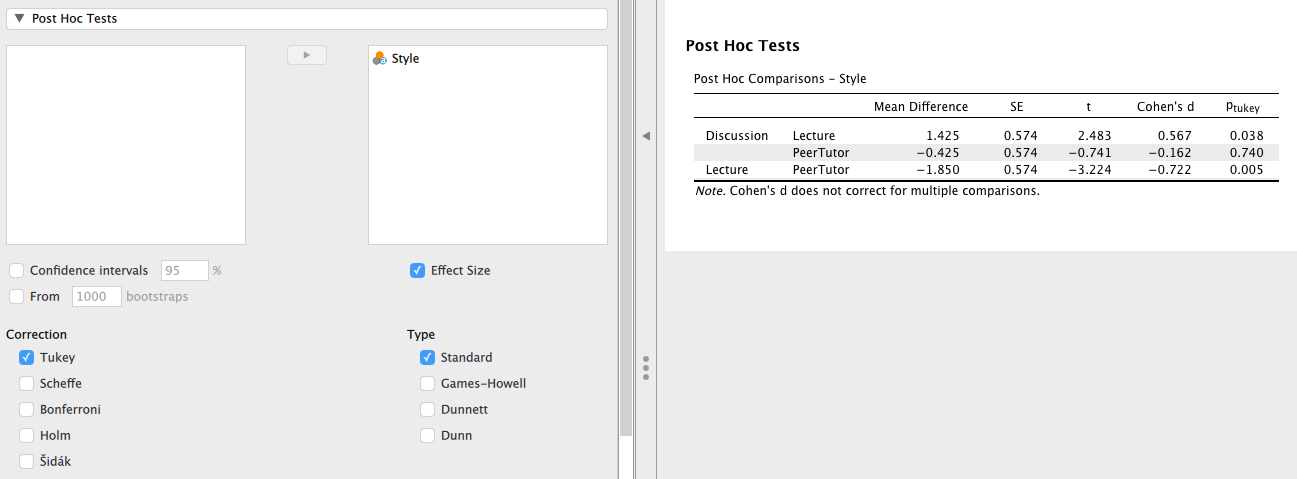 Post Hoc Tests
Style
Confidence intervals 95 %
Effect Size
From 1000 bootstraps
Correction
Tukey
Scheffe
Bonferroni
Holm
Šidák
Type
Standard
Games-Howell
Dunnett
Dunn
Post Hoc Tests
Post Hoc Comparisons - Style
Mean Difference SE t Cohen's d ptukey
Discussion Lecture 1.425 0.574 2.483 0.567 0.038
PeerTutor −0.425 0.574 −0.741 −0.162 0.740
Lecture PeerTutor −1.850 0.574 −3.224 −0.722 0.005
Note. Cohen's d does not correct for multiple comparisons.